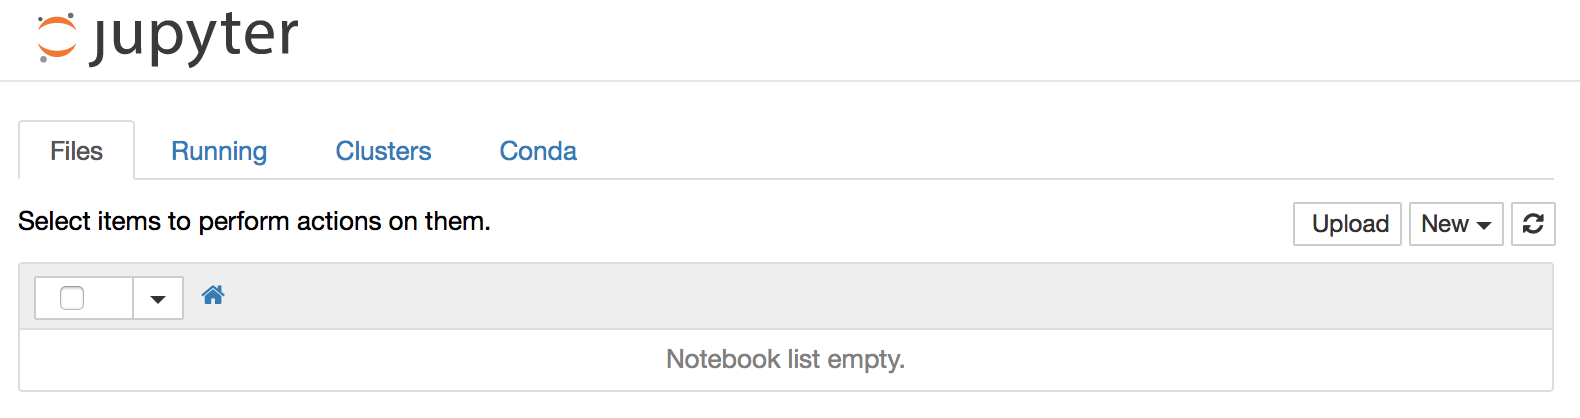 jupyter
Files Running Clusters Conda
Select items to perform actions on them. Upload New
Notebook list empty.